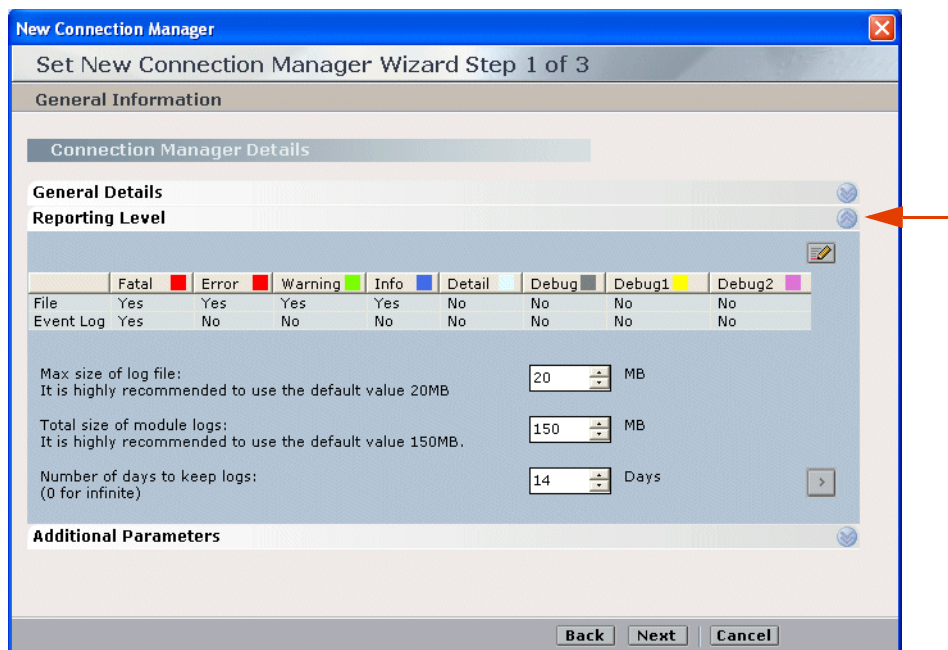 New Connection Manager
Set New Connection Manager Wizard Step 1 of 3
General Information
Connection Manager Details
General Details
Reporting Level
Fatal Error Warning Info Detail Debug Debug1 Debug2
File Yes Yes Yes Yes No No No No
Event Log Yes No No No No No No No
Max size of log file:
It is highly recommended to use the default value 20MB
20 MB
Total size of module logs:
It is highly recommended to use the default value 150MB.
150 MB
Number of days to keep logs:
(0 for infinite)
14 Days
Additional Parameters
Back Next Cancel